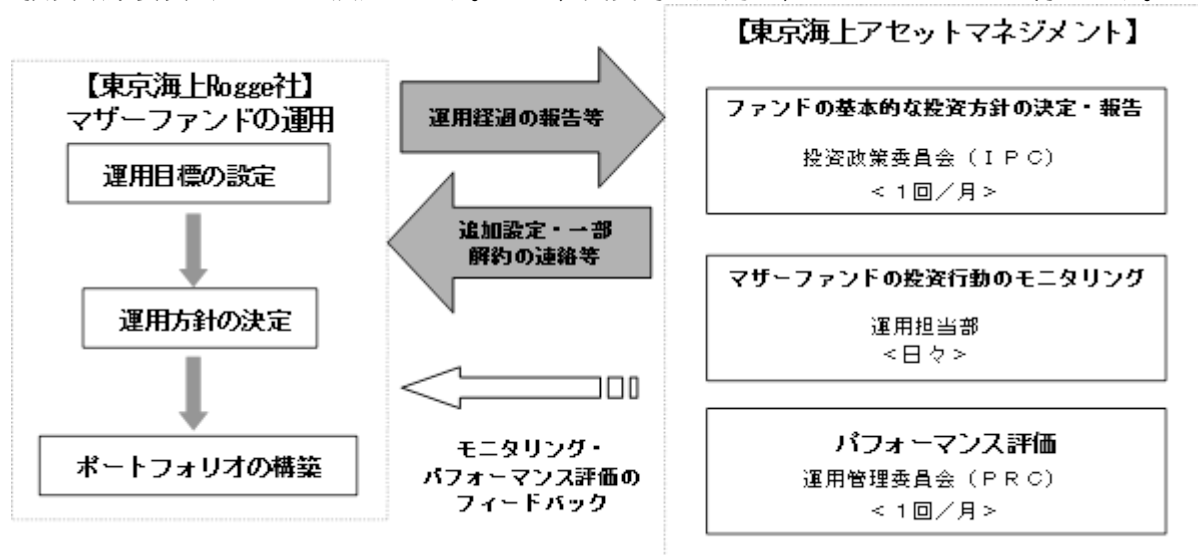 【東京海上Rogge社】
マザーファンドの運用
運用目標の設定
運用方針の決定
ポートフォリオの構築
運用経過の報告等
追加設定・一部
解約の連絡等
モニタリング・
パフォーマンス評価の
フィードバック
【東京海上アセットマネジメント】
ファンドの基本的な投資方針の決定・報告
投資政策委員会（ＩＰＣ）
＜１回／月＞
マザーファンドの投資行動のモニタリング
運用担当部
＜日々＞
パフォーマンス評価
運用管理委員会（ＰＲＣ）
＜１回／月＞